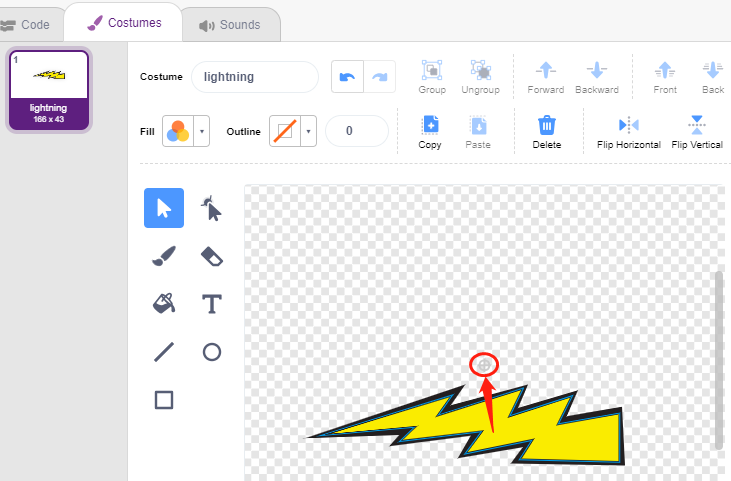 Code
Costumes
Sounds
1
lightning
166 x 43
Costume
lightning
Group
Ungroup
Forward
Backward
Front
Back
Fill
Outline
0
Copy
Paste
Delete
Flip Horizontal
Flip Vertical